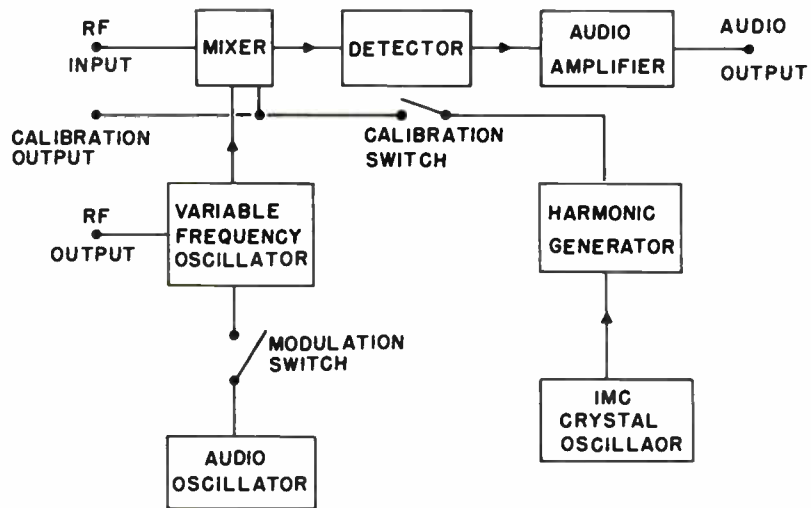 RF
INPUT
MIXER
DETECTOR
AUDIO
AMPLIFIER
AUDIO
OUTPUT
CALIBRATION
OUTPUT
CALIBRATION
SWITCH
RF
OUTPUT
VARIABLE
FREQUENCY
OSCILLATOR
HARMONIC
GENERATOR
MODULATION
SWITCH
IMC
CRYSTAL
OSCILLAOR
AUDIO
OSCILLATOR